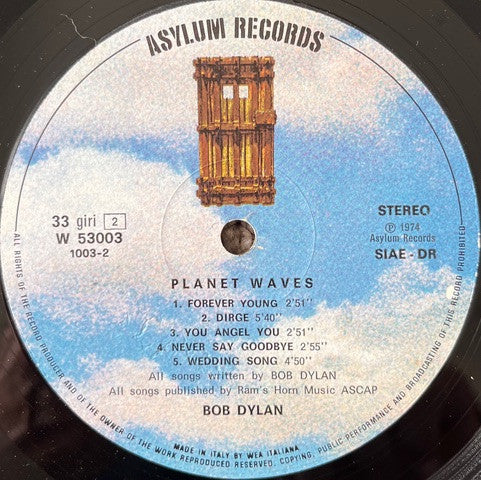 ASYLUM RECORDS
33 giri 2
W 53003
1003-2
STEREO
℗ 1974
Asylum Records
SIAE - DR
PLANET WAVES
1. FOREVER YOUNG 2'51''
2. DIRGE 5'40''
3. YOU ANGEL YOU 2'51''
4. NEVER SAY GOODBYE 2'55''
5. WEDDING SONG 4'50''
All songs written by BOB DYLAN
All songs published by Ram's Horn Music ASCAP
BOB DYLAN
MADE IN ITALY BY WEA ITALIANA
ALL RIGHTS OF THE RECORD PRODUCER AND OF THE OWNER OF THE WORK REPRODUCED RESERVED. COPYING, PUBLIC PERFORMANCE AND BROADCASTING OF THIS RECORD PROHIBITED